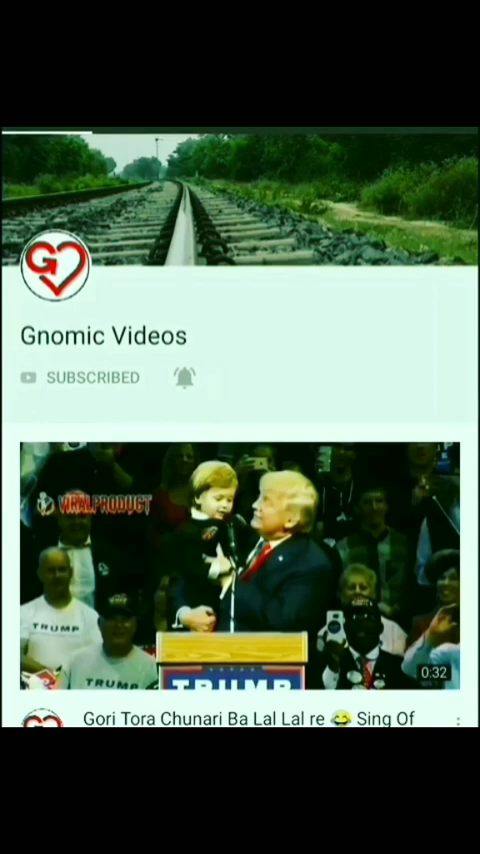 G
Gnomic Videos
SUBSCRIBED
VIRALPRODUCT
TRUMP
TRUMP
TRUMP
0:32
Gori Tora Chunari Ba Lal Lal re 😂 Sing Of